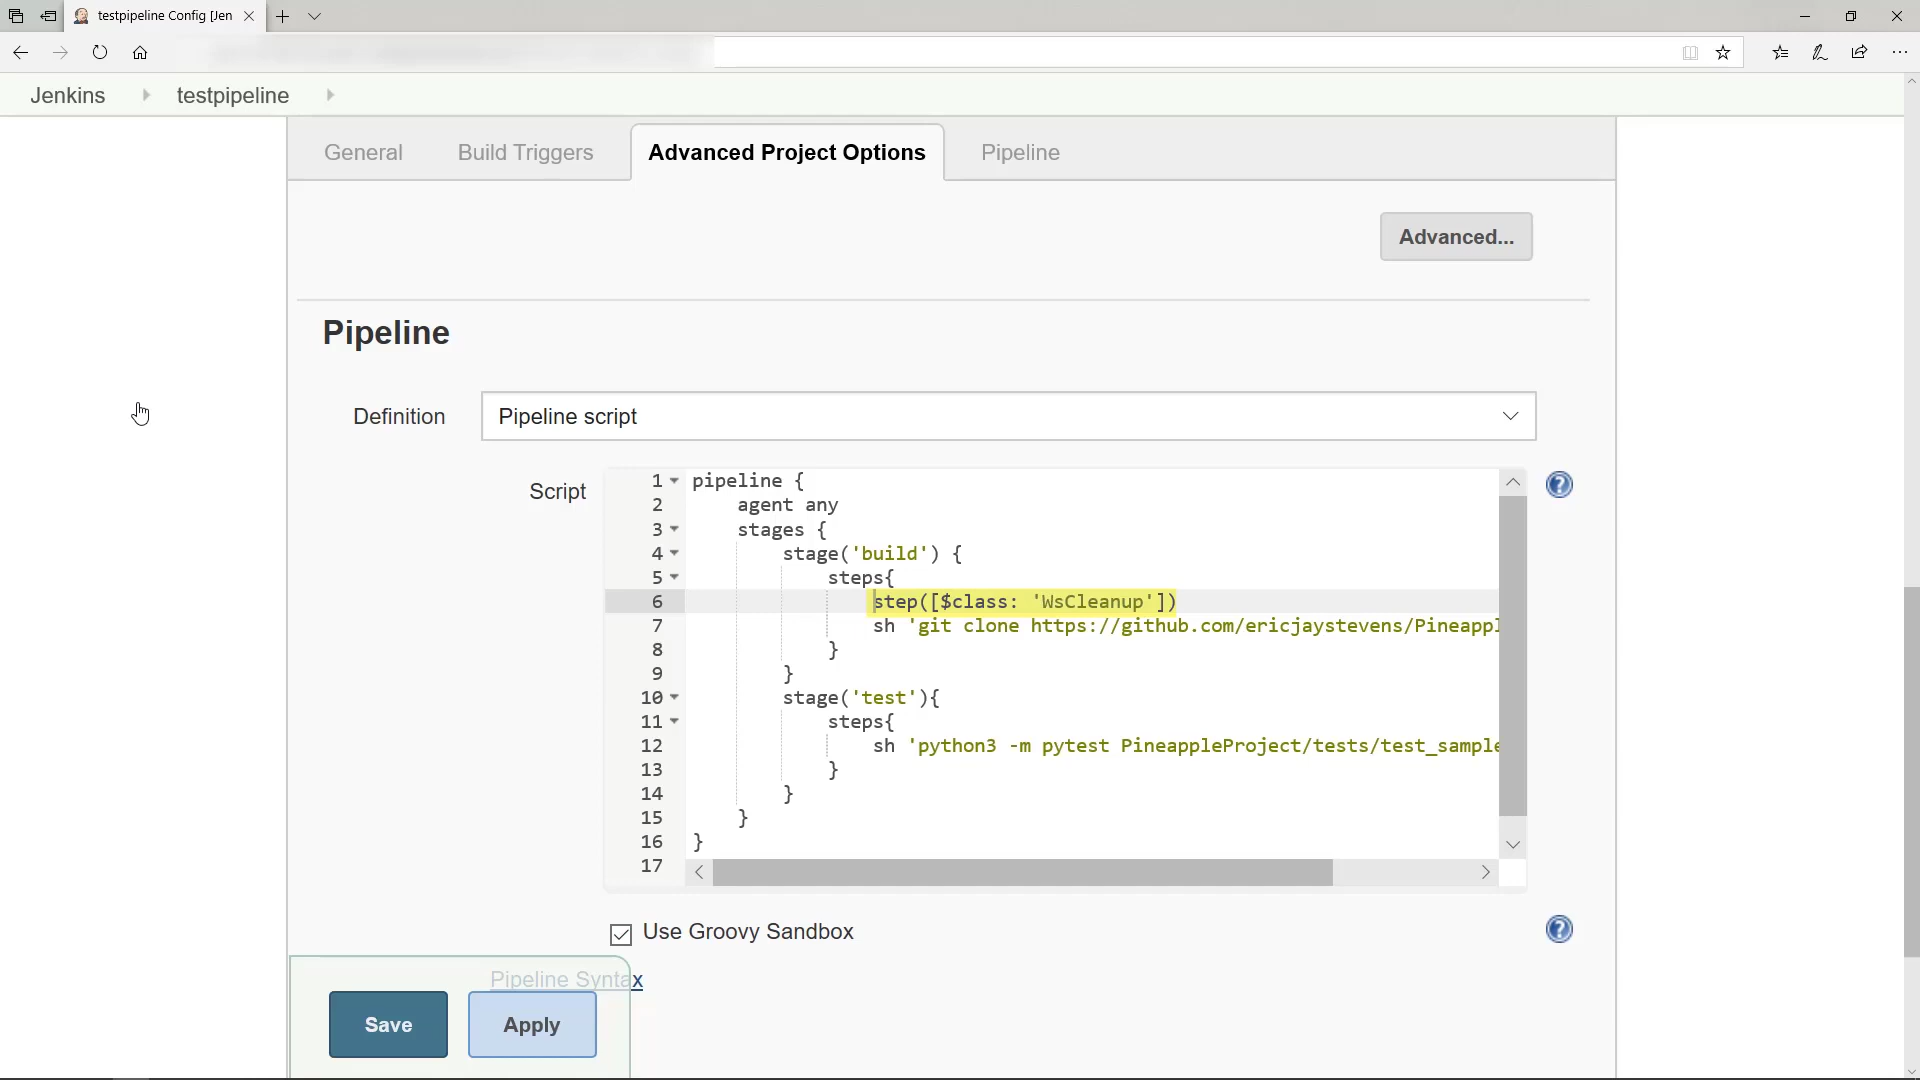 testpipeline Config [Jen
Jenkins
testpipeline
General
Build Triggers
Advanced Project Options
Pipeline
Advanced...
Pipeline
Definition
Pipeline script
Script
1 pipeline {
2 agent any
3 stages {
4 stage('build') {
5 steps{
6 step([$class: 'WsCleanup'])
7 sh 'git clone https://github.com/ericjaystevens/Pineappl
8 }
9 }
10 stage('test'){
11 steps{
12 sh 'python3 -m pytest PineappleProject/tests/test_sample
13 }
14 }
15 }
16 }
17
Use Groovy Sandbox
Pipeline Syntax
Save
Apply